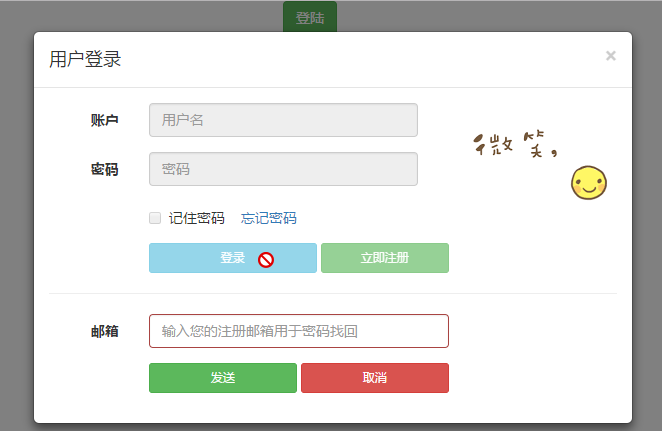 登陆
用户登录 ×
账户 用户名
密码 密码
微笑，
记住密码 忘记密码
登录 立即注册
邮箱 输入您的注册邮箱用于密码找回
发送 取消